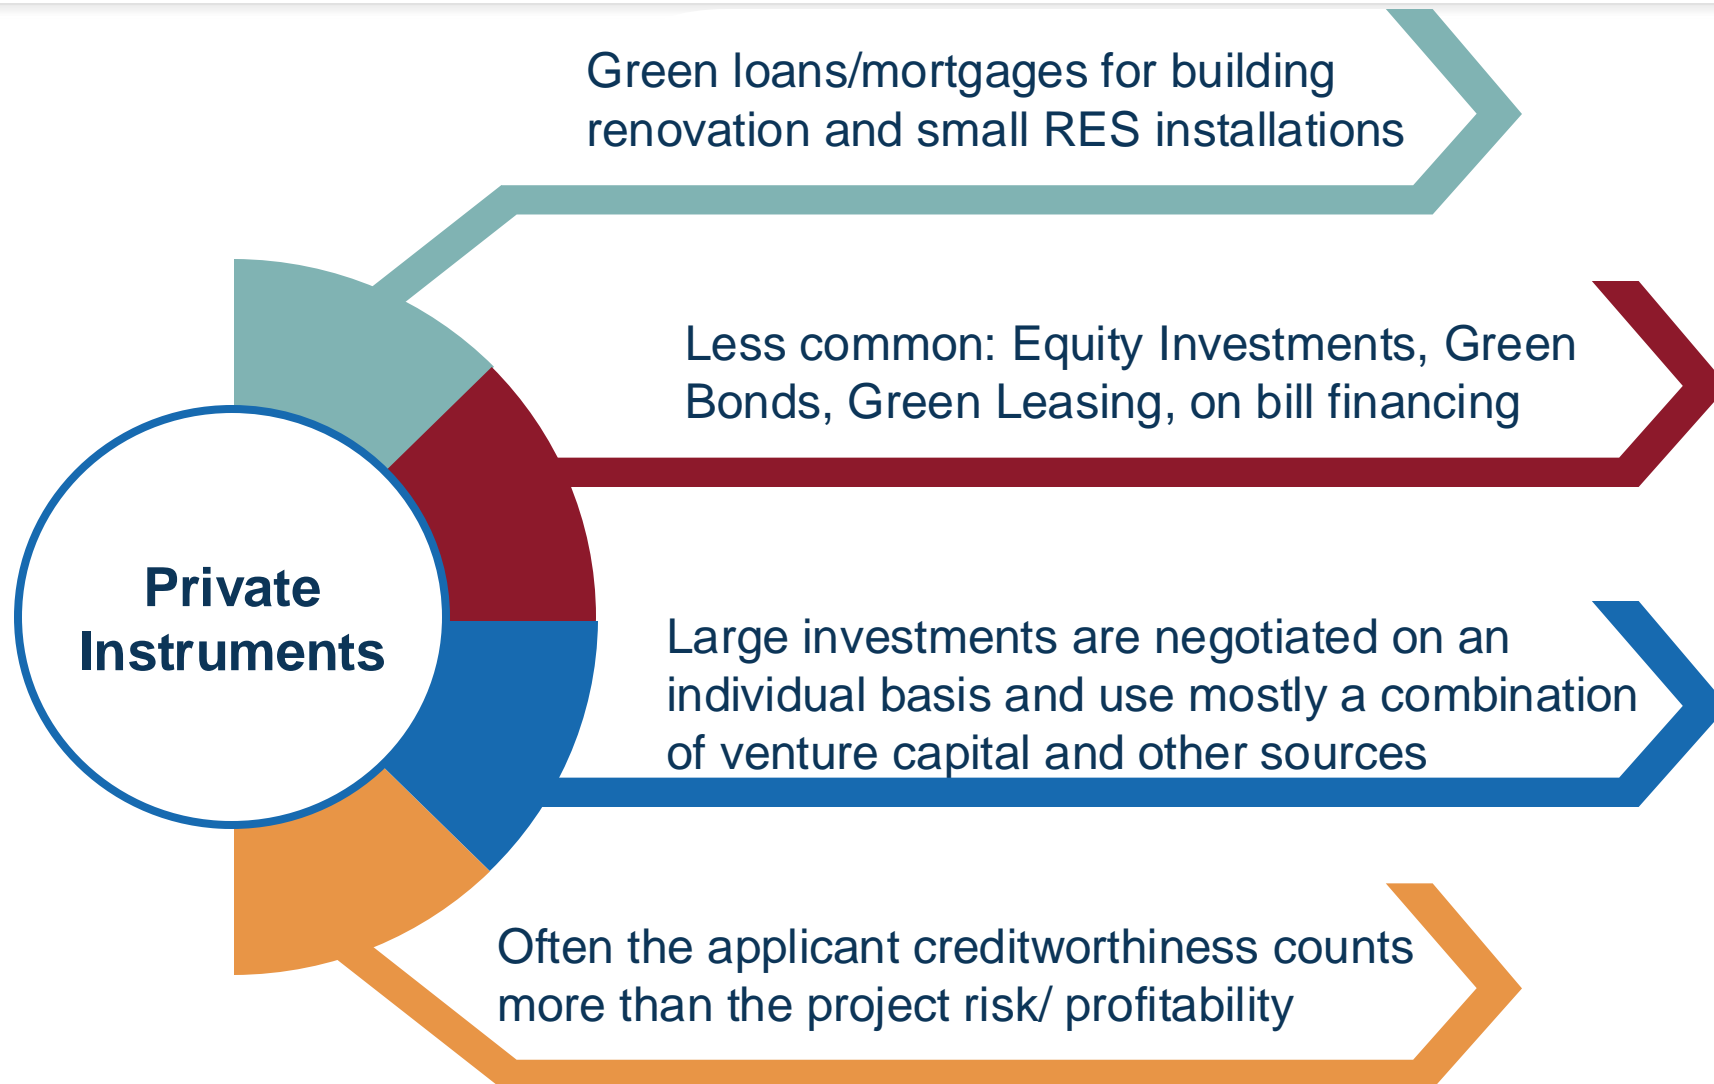 Green loans/mortgages for building
renovation and small RES installations
Less common: Equity Investments, Green
Bonds, Green Leasing, on bill financing
Private
Instruments
Large investments are negotiated on an
individual basis and use mostly a combination
of venture capital and other sources
Often the applicant creditworthiness counts
more than the project risk/ profitability